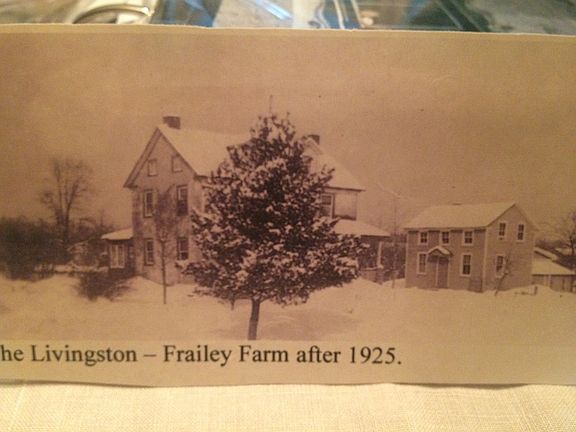 he Livingston – Frailey Farm after 1925.